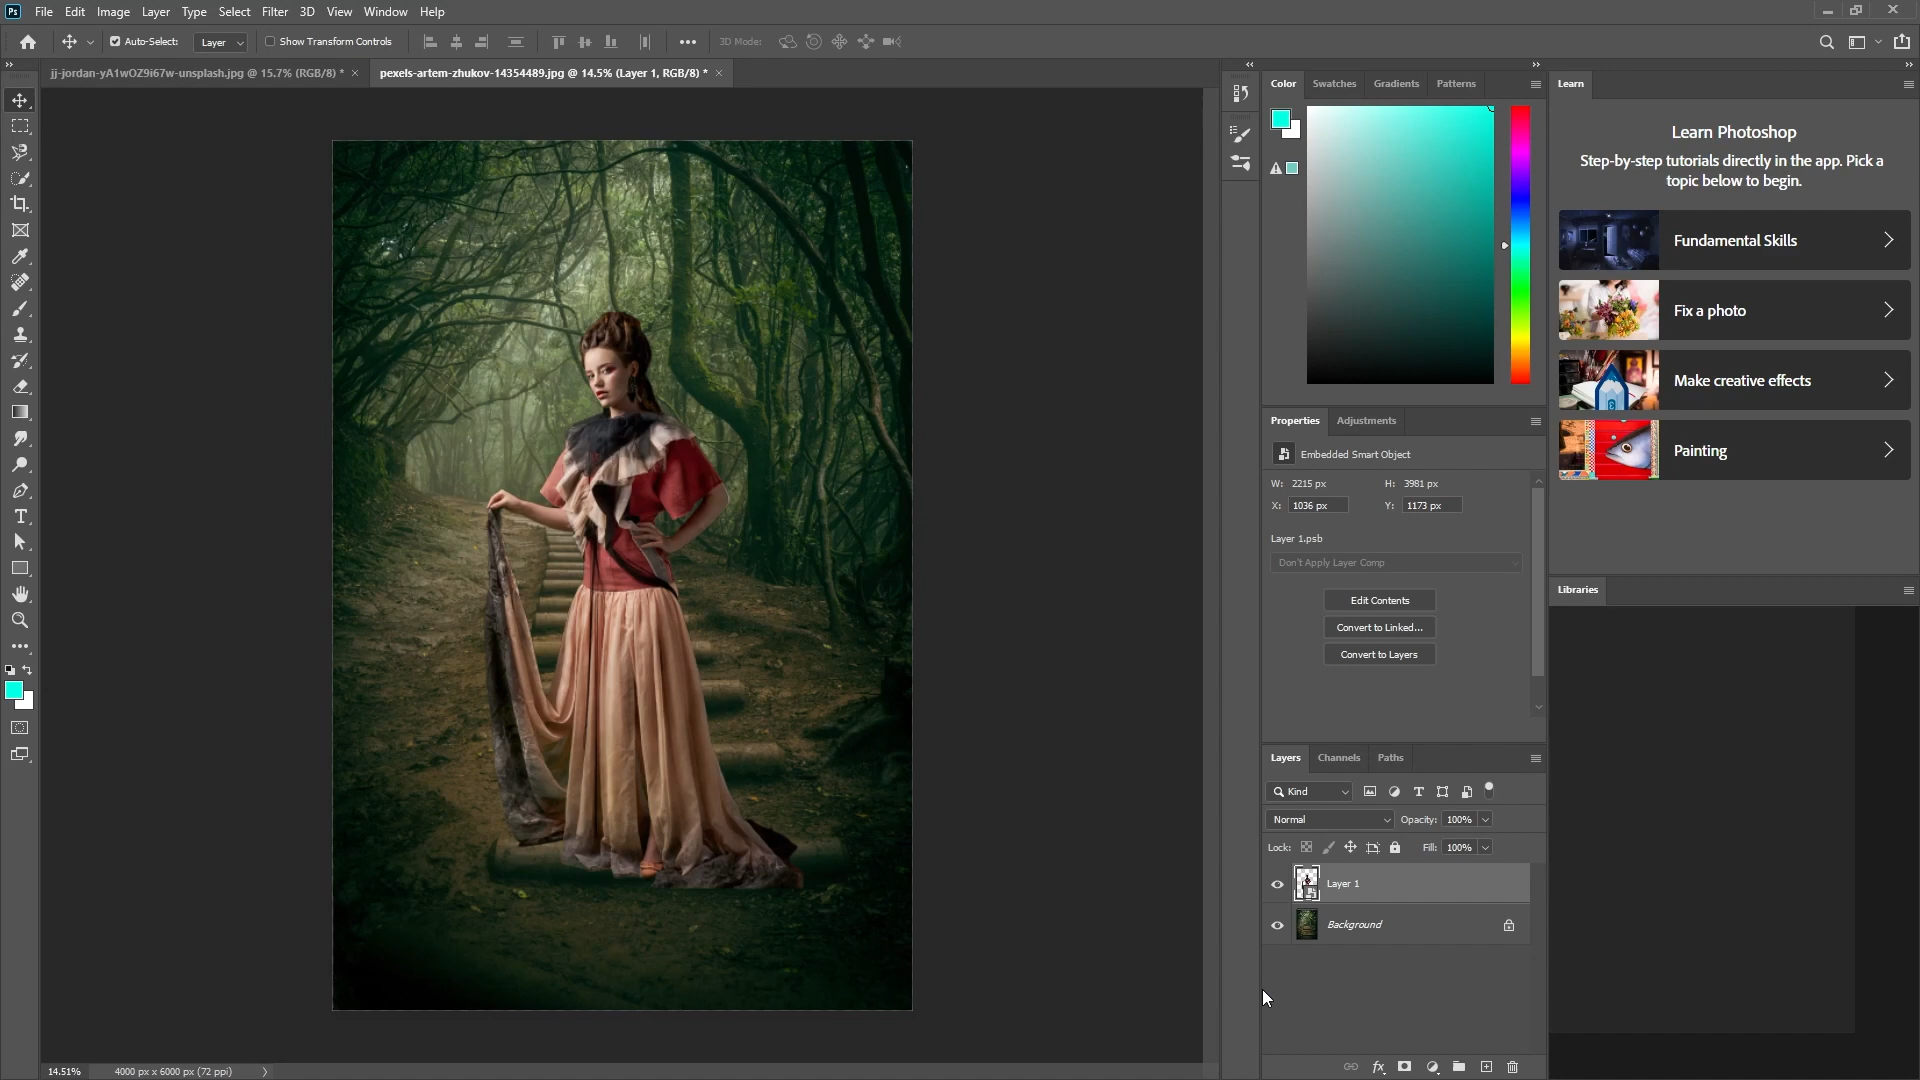 Ps File Edit Image Layer Type Select Filter 3D View Window Help
Auto-Select: Layer Show Transform Controls 3D Mode:
jj-jordan-yA1wOZ9i67w-unsplash.jpg @ 15.7% (RGB/8) * pexels-artem-zhukov-14354489.jpg @ 14.5% (Layer 1, RGB/8) *
Color Swatches Gradients Patterns
Learn
Learn Photoshop
Step-by-step tutorials directly in the app. Pick a
topic below to begin.
Fundamental Skills
Fix a photo
Make creative effects
Painting
Properties Adjustments
Embedded Smart Object
W: 2215 px H: 3981 px
X: 1036 px Y: 1173 px
Layer 1.psb
Don't Apply Layer Comp
Edit Contents
Convert to Linked...
Convert to Layers
Libraries
Layers Channels Paths
Kind
Normal Opacity: 100%
Lock: Fill: 100%
Layer 1
Background
14.51% 4000 px x 6000 px (72 ppi)